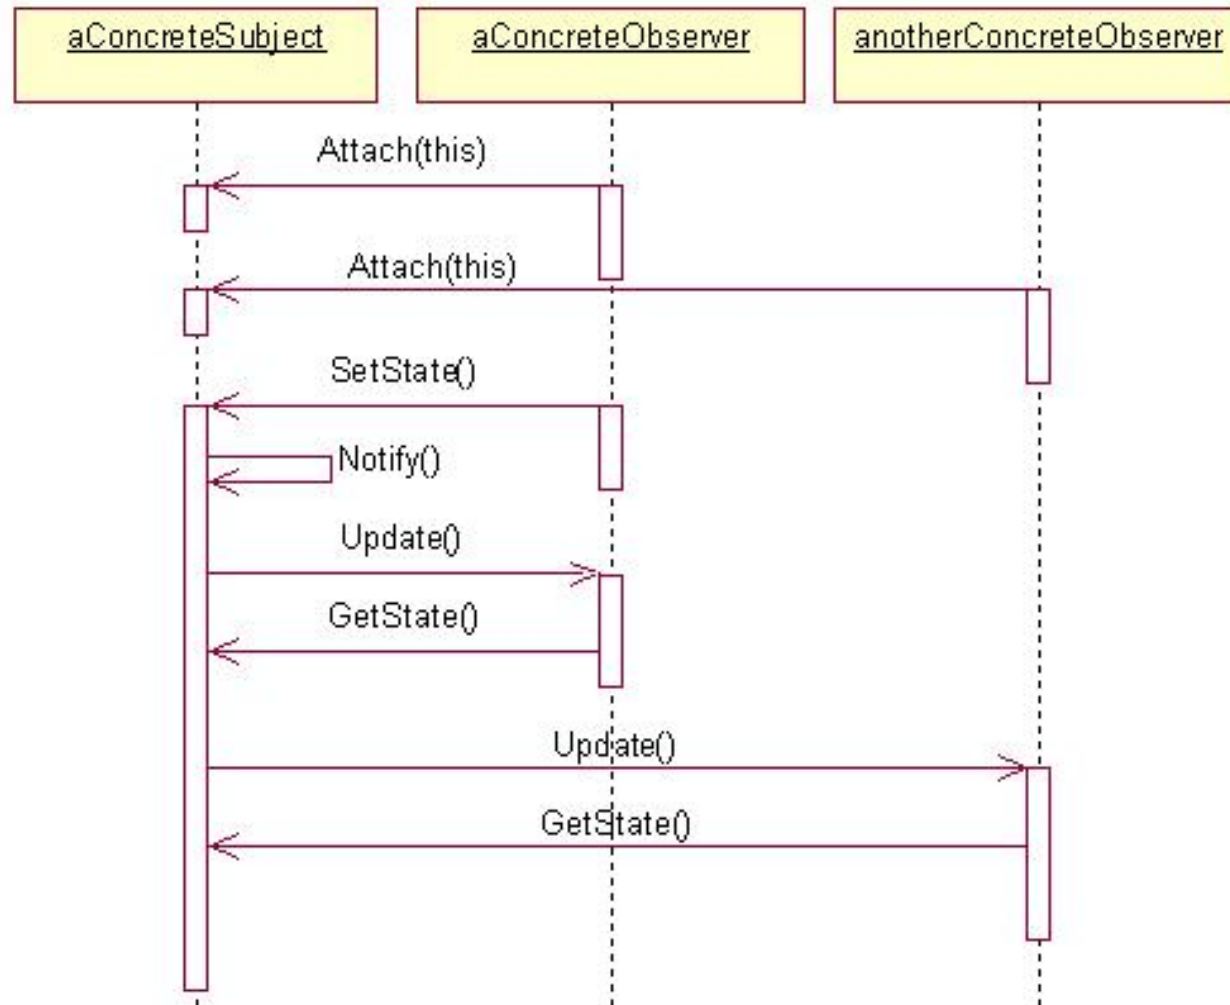 aConcreteSubject
aConcreteObserver
anotherConcreteObserver
Attach(this)
Attach(this)
SetState()
Notify()
Update()
GetState()
Update()
GetState()